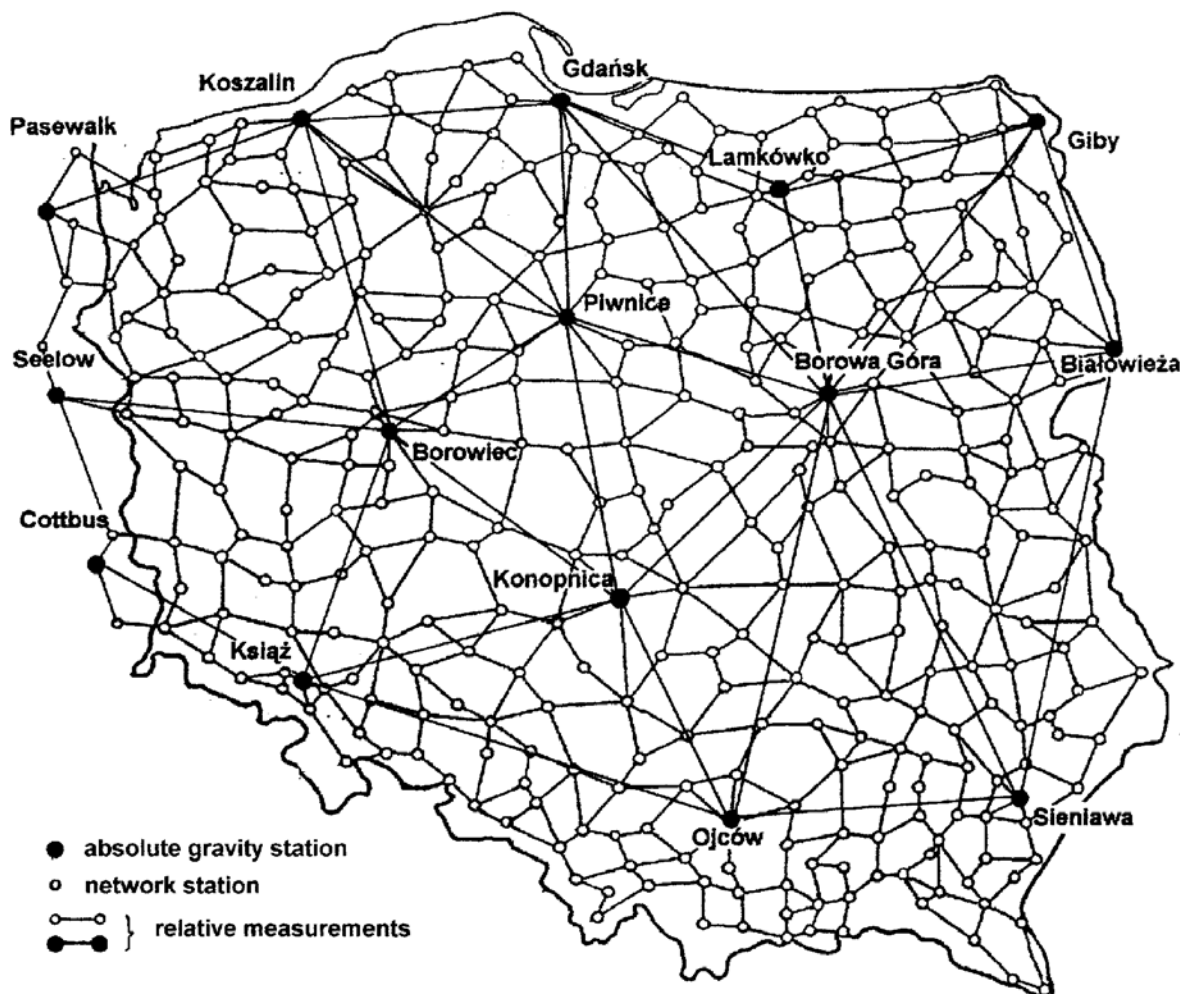 Gdańsk
Koszalin
Pasewalk
Giby
Lamkówko
Piwnice
Seelow
Borowa Góra
Białowieża
Borowiec
Cottbus
Konopnica
Książ
Sieniawa
Ojców
absolute gravity station
network station
relative measurements